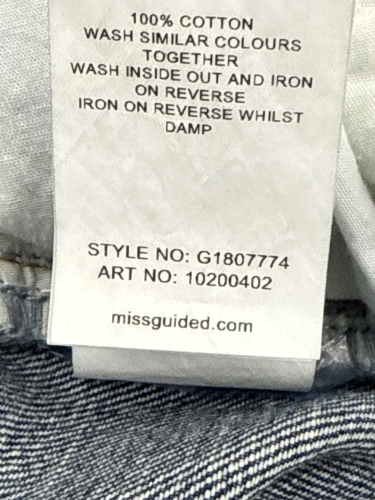 100% COTTON
WASH SIMILAR COLOURS
TOGETHER
WASH INSIDE OUT AND IRON
ON REVERSE
IRON ON REVERSE WHILST
DAMP
STYLE NO: G1807774
ART NO: 10200402
missguided.com